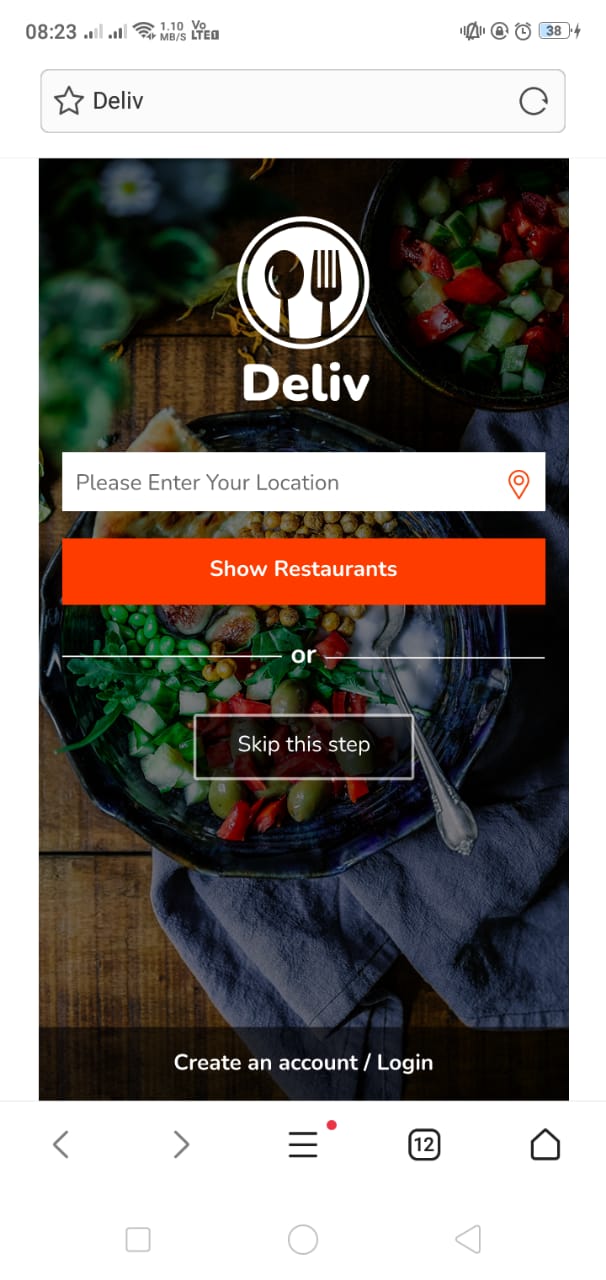 08:23 1.10 MB/S Vo LTE 38
Deliv
Deliv
Please Enter Your Location
Show Restaurants
or
Skip this step
Create an account / Login
12